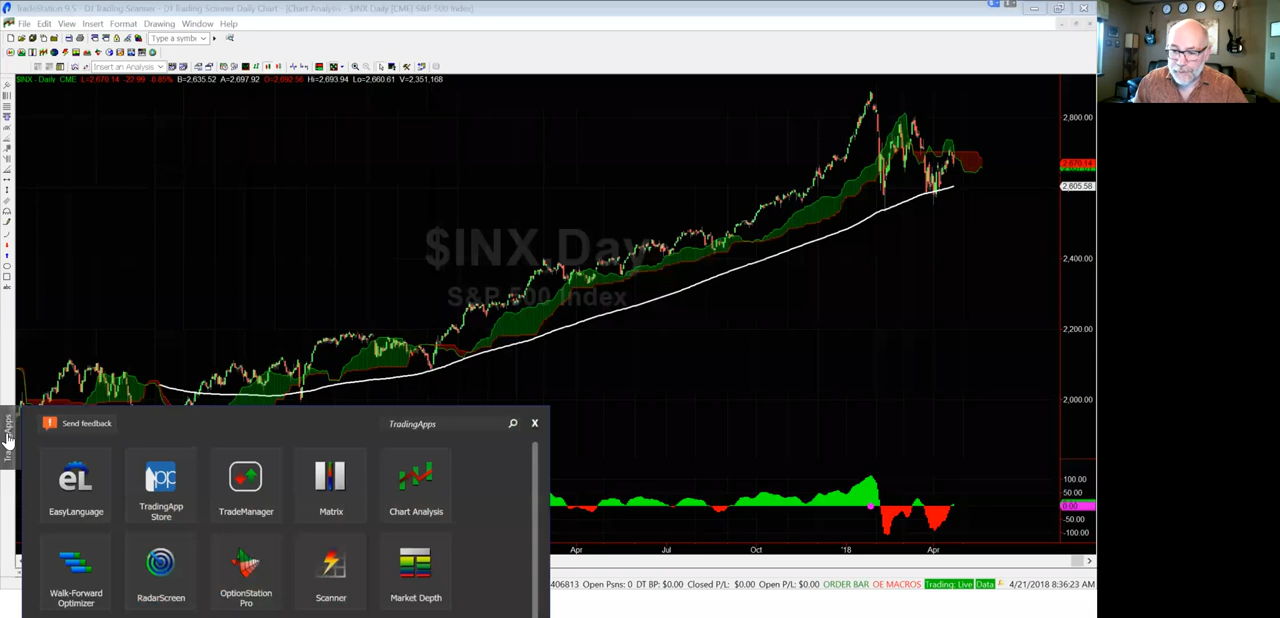 TradeStation 9.5 - DJ Trading Scanner - DJ Trading Scanner Daily Chart - [Chart Analysis - $INX Daily [CME] S&P 500 Index]
File Edit View Insert Format Drawing Window Help
Type a symbol
Insert an Analysis
$INX - Daily CME L=2,670.14 -22.99 -0.85% B=2,635.52 A=2,697.92 O=2,692.56 Hi=2,693.94 Lo=2,660.61 V=2,351,168
2,800.00
2,670.14
2,605.58
$INX,Day
S&P 500 Index
2,400.00
2,200.00
2,000.00
TradingApps
Send feedback
TradingApps
X
EasyLanguage
TradingApp Store
TradeManager
Matrix
Chart Analysis
Walk-Forward Optimizer
RadarScreen
OptionStation Pro
Scanner
Market Depth
100.00
50.00
0.00
-50.00
-100.00
Apr Jul Oct '18 Apr
406813 Open Psns: 0 DT BP: $0.00 Closed P/L: $0.00 Open P/L: $0.00 ORDER BAR OE MACROS Trading: Live Data 4/21/2018 8:36:23 AM